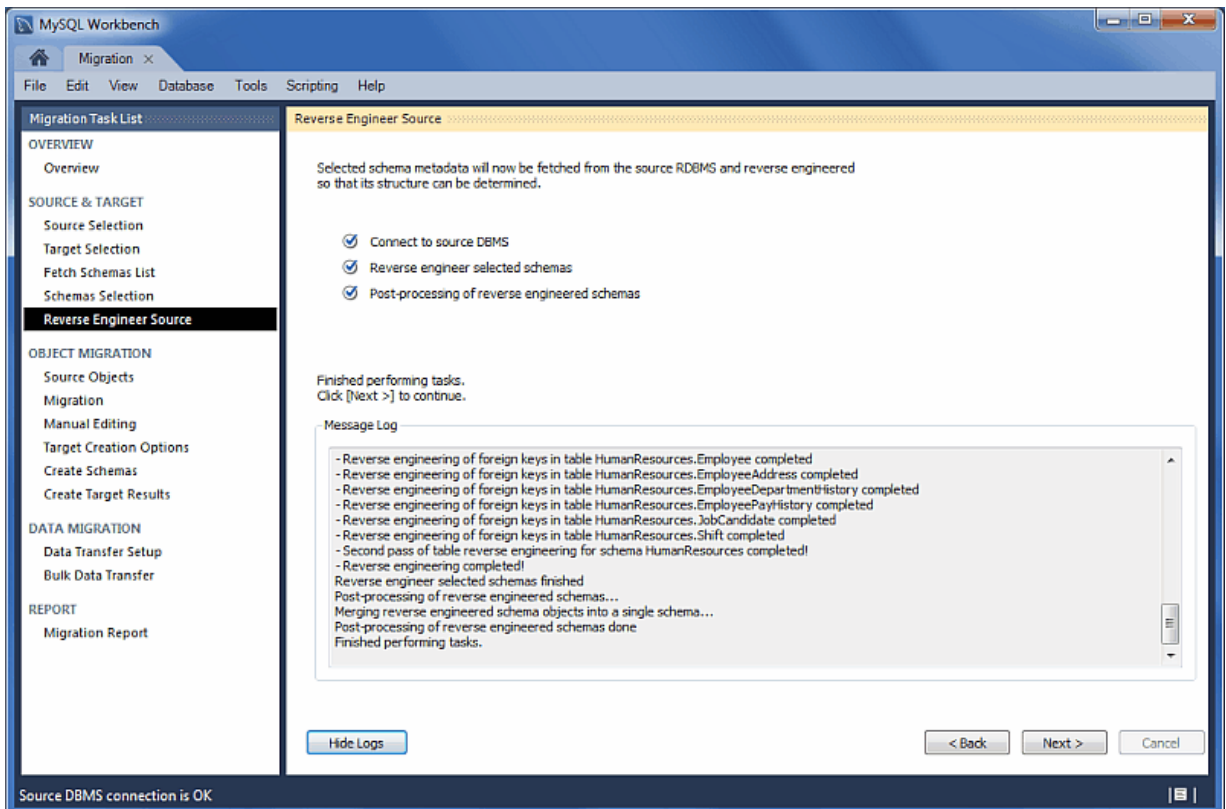 MySQL Workbench
Migration
File Edit View Database Tools Scripting Help
Migration Task List
OVERVIEW
Overview
SOURCE & TARGET
Source Selection
Target Selection
Fetch Schemas List
Schemas Selection
Reverse Engineer Source
OBJECT MIGRATION
Source Objects
Migration
Manual Editing
Target Creation Options
Create Schemas
Create Target Results
DATA MIGRATION
Data Transfer Setup
Bulk Data Transfer
REPORT
Migration Report
Reverse Engineer Source
Selected schema metadata will now be fetched from the source RDBMS and reverse engineered
so that its structure can be determined.
Connect to source DBMS
Reverse engineer selected schemas
Post-processing of reverse engineered schemas
Finished performing tasks.
Click [Next >] to continue.
Message Log
- Reverse engineering of foreign keys in table HumanResources.Employee completed
- Reverse engineering of foreign keys in table HumanResources.EmployeeAddress completed
- Reverse engineering of foreign keys in table HumanResources.EmployeeDepartmentHistory completed
- Reverse engineering of foreign keys in table HumanResources.EmployeePayHistory completed
- Reverse engineering of foreign keys in table HumanResources.JobCandidate completed
- Reverse engineering of foreign keys in table HumanResources.Shift completed
- Second pass of table reverse engineering for schema HumanResources completed!
- Reverse engineering completed!
Reverse engineer selected schemas finished
Post-processing of reverse engineered schemas...
Merging reverse engineered schema objects into a single schema...
Post-processing of reverse engineered schemas done
Finished performing tasks.
Hide Logs
< Back Next > Cancel
Source DBMS connection is OK